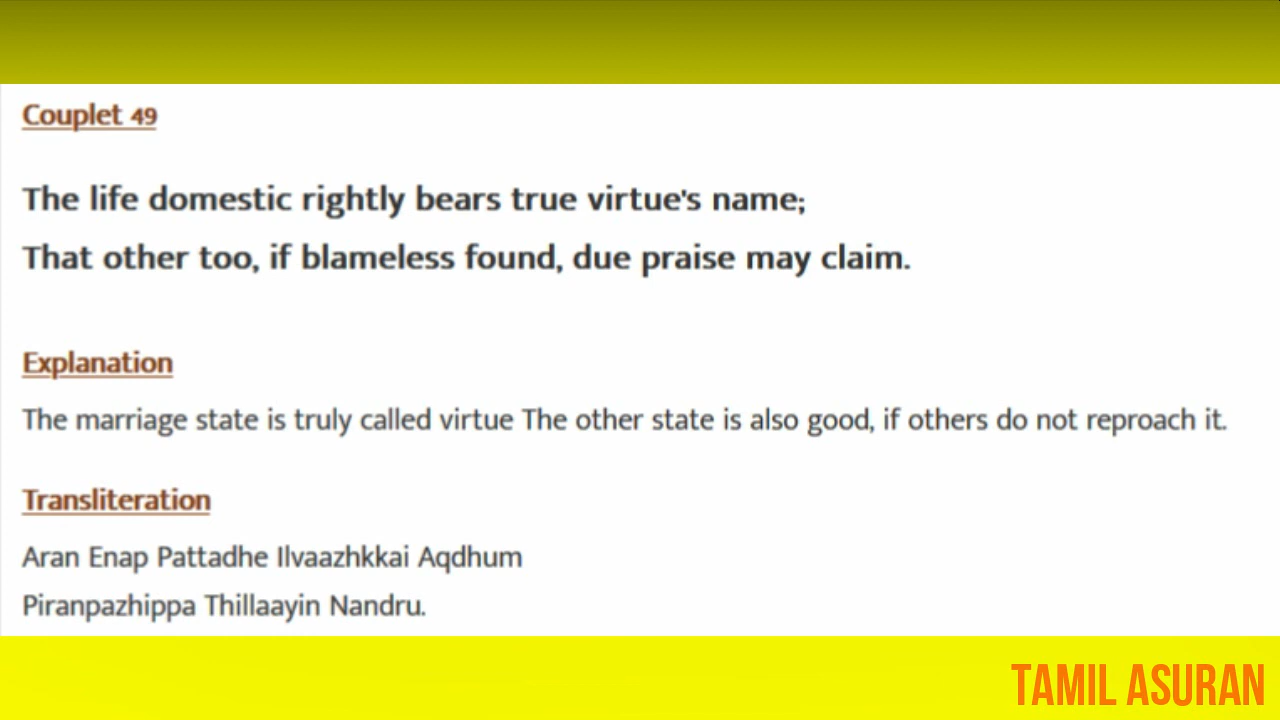 Couplet 49
The life domestic rightly bears true virtue's name;
That other too, if blameless found, due praise may claim.
Explanation
The marriage state is truly called virtue The other state is also good, if others do not reproach it.
Transliteration
Aran Enap Pattadhe Ilvaazhkkai Aqdhum
Piranpazhippa Thillaayin Nandru.
TAMIL ASURAN